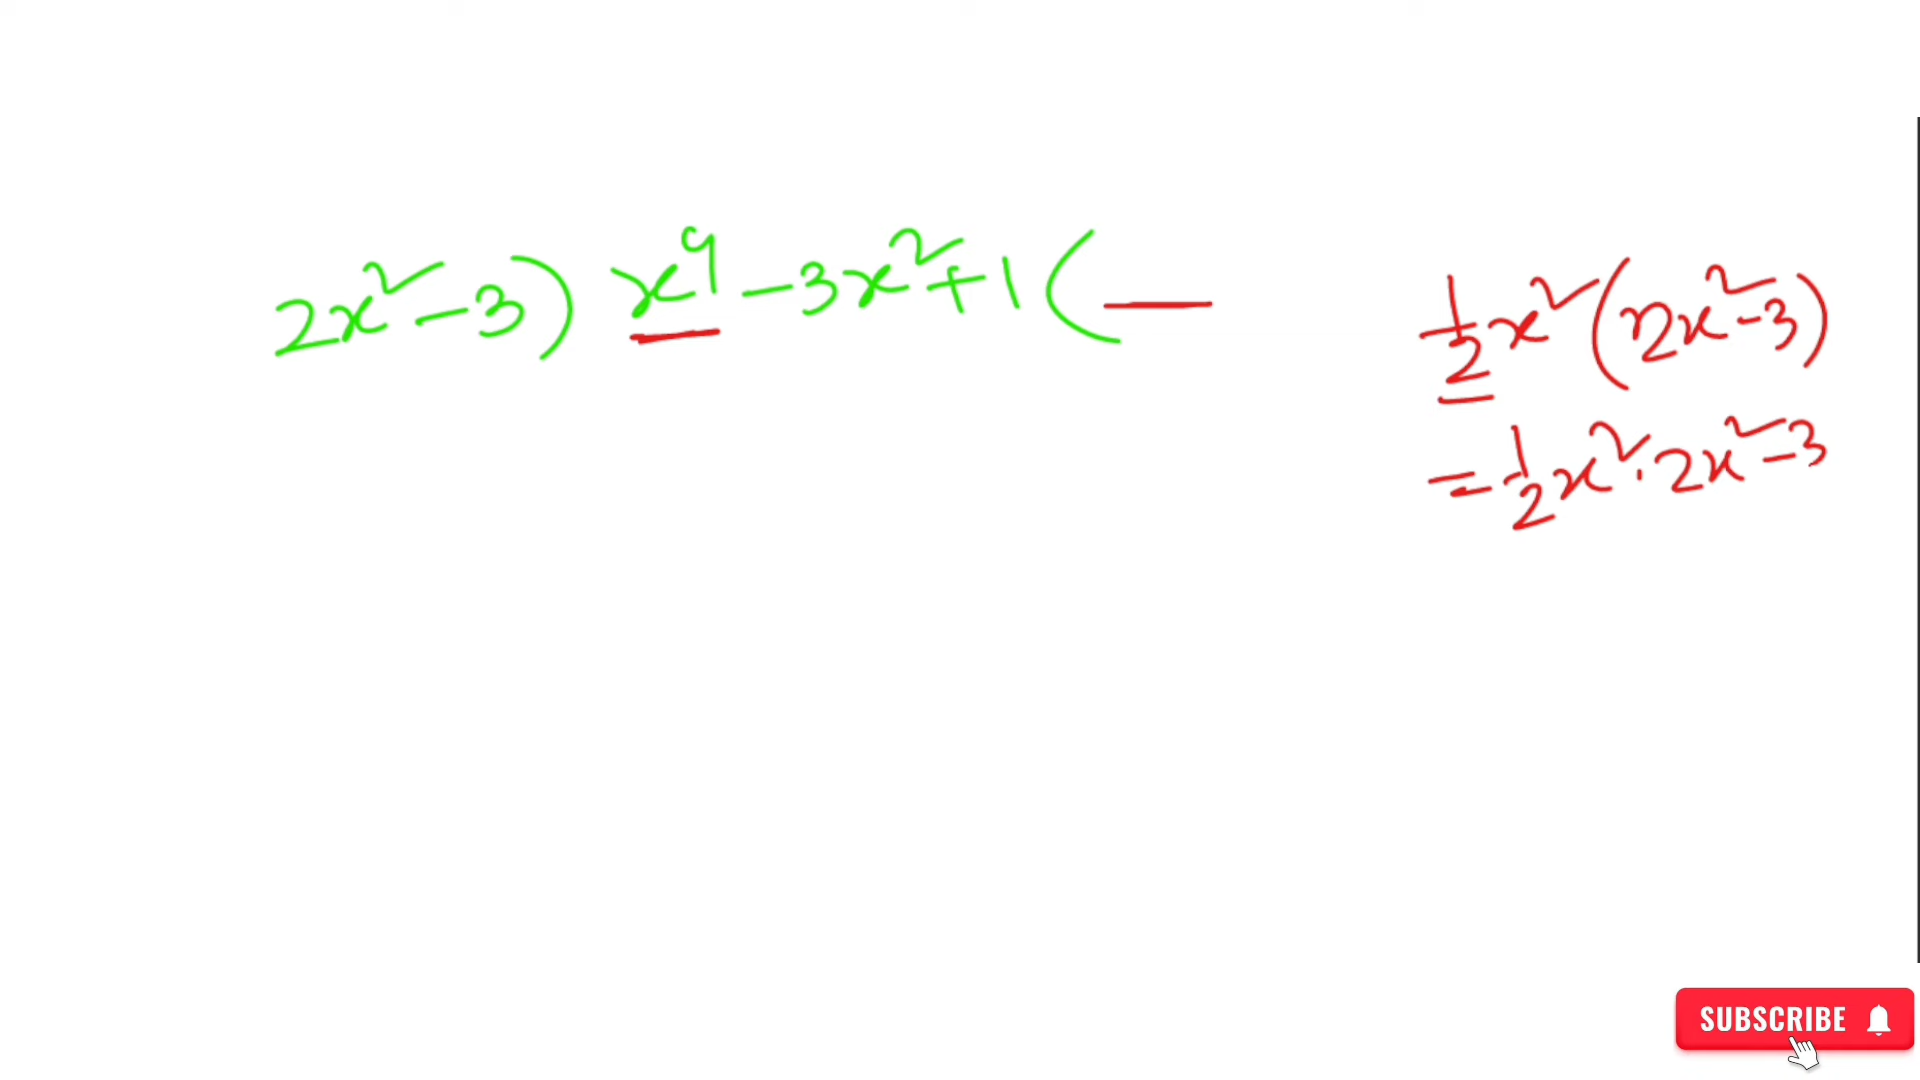 2x² - 3) x⁴ - 3x² + 1 (
1/2 x² (2x² - 3)
= 1/2 x² . 2x² - 3
SUBSCRIBE